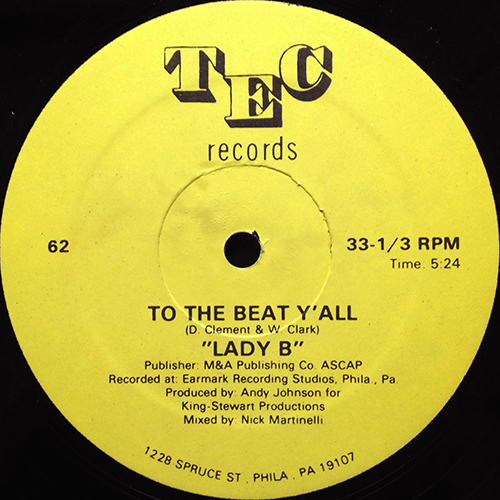 TEC
records
62
33-1/3 RPM
Time: 5:24
TO THE BEAT Y'ALL
(D. Clement & W. Clark)
"LADY B"
Publisher: M&A Publishing Co. ASCAP
Recorded at: Earmark Recording Studios, Phila., Pa.
Produced by: Andy Johnson for
King-Stewart Productions
Mixed by: Nick Martinelli
1228 SPRUCE ST., PHILA., PA 19107